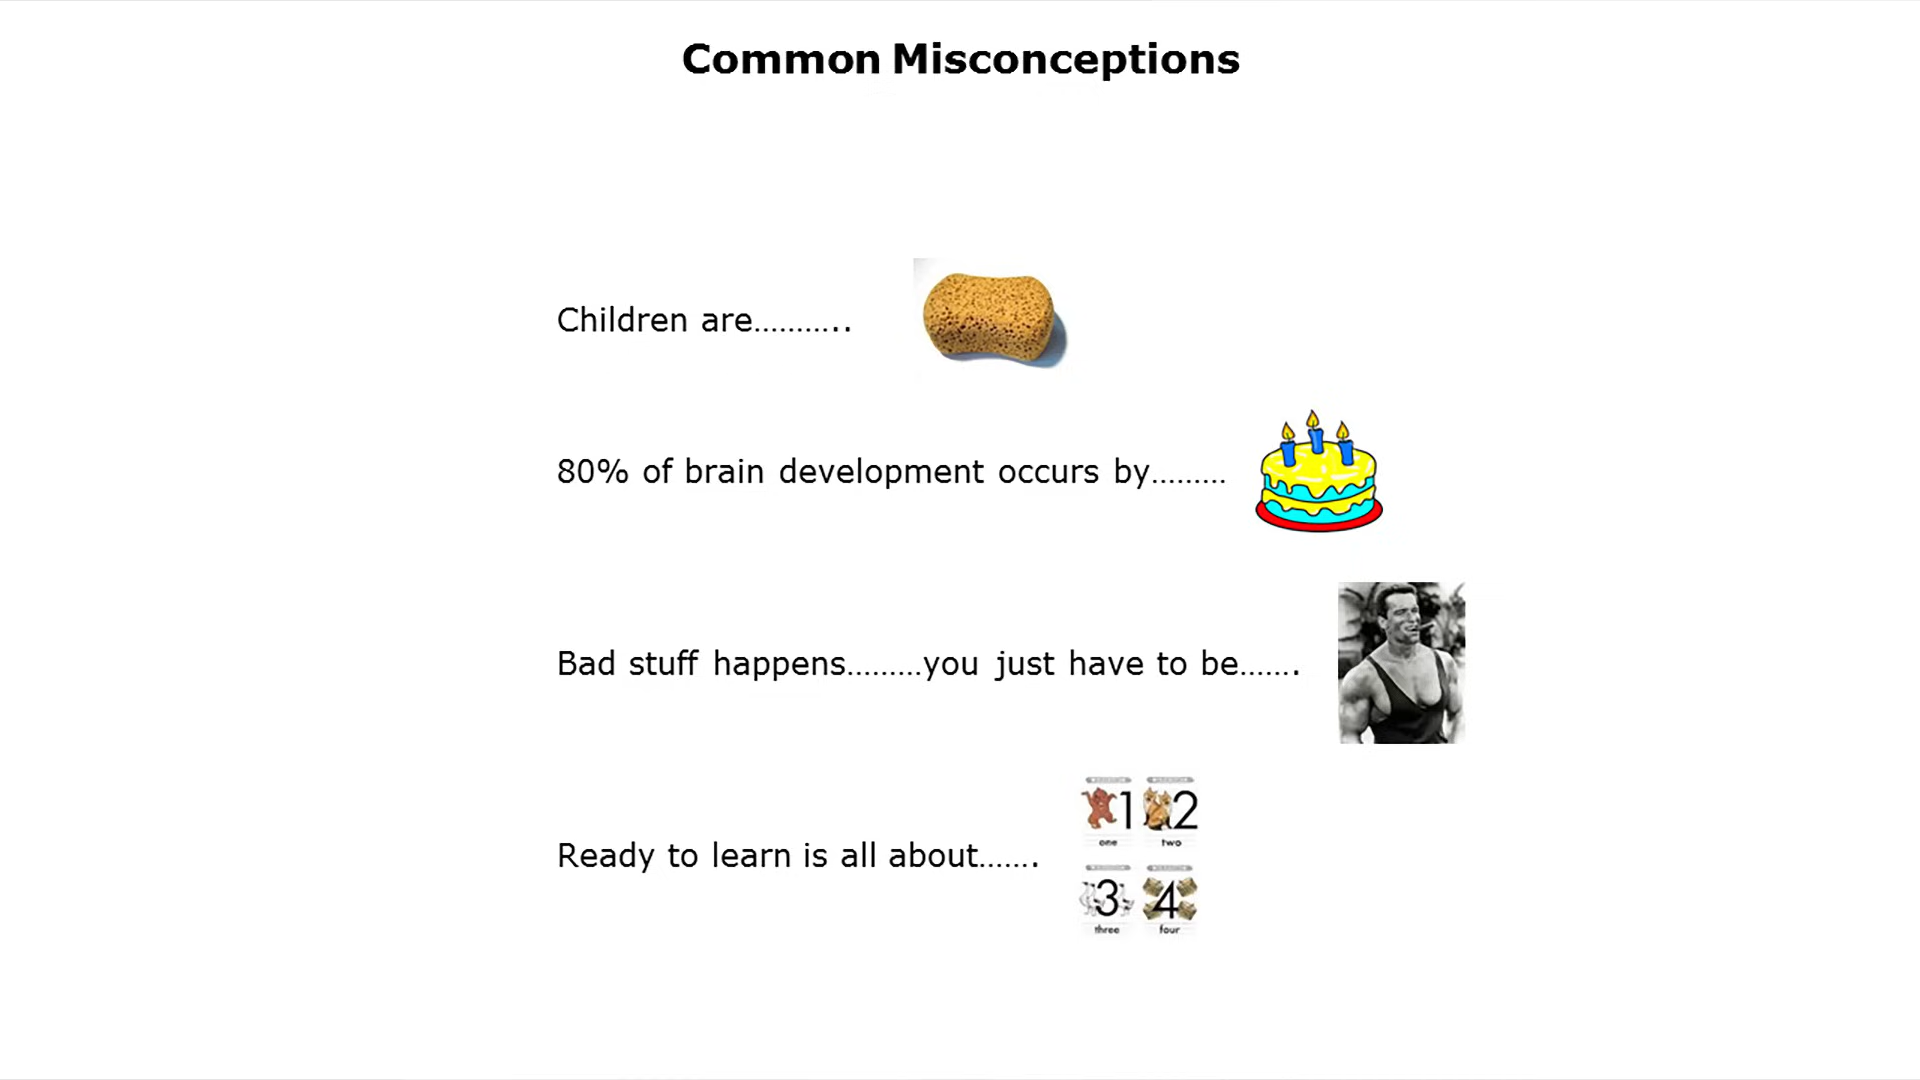 Common Misconceptions
Children are………..
80% of brain development occurs by………
Bad stuff happens………you just have to be…….
Ready to learn is all about…….
1 2
one two
3 4
three four